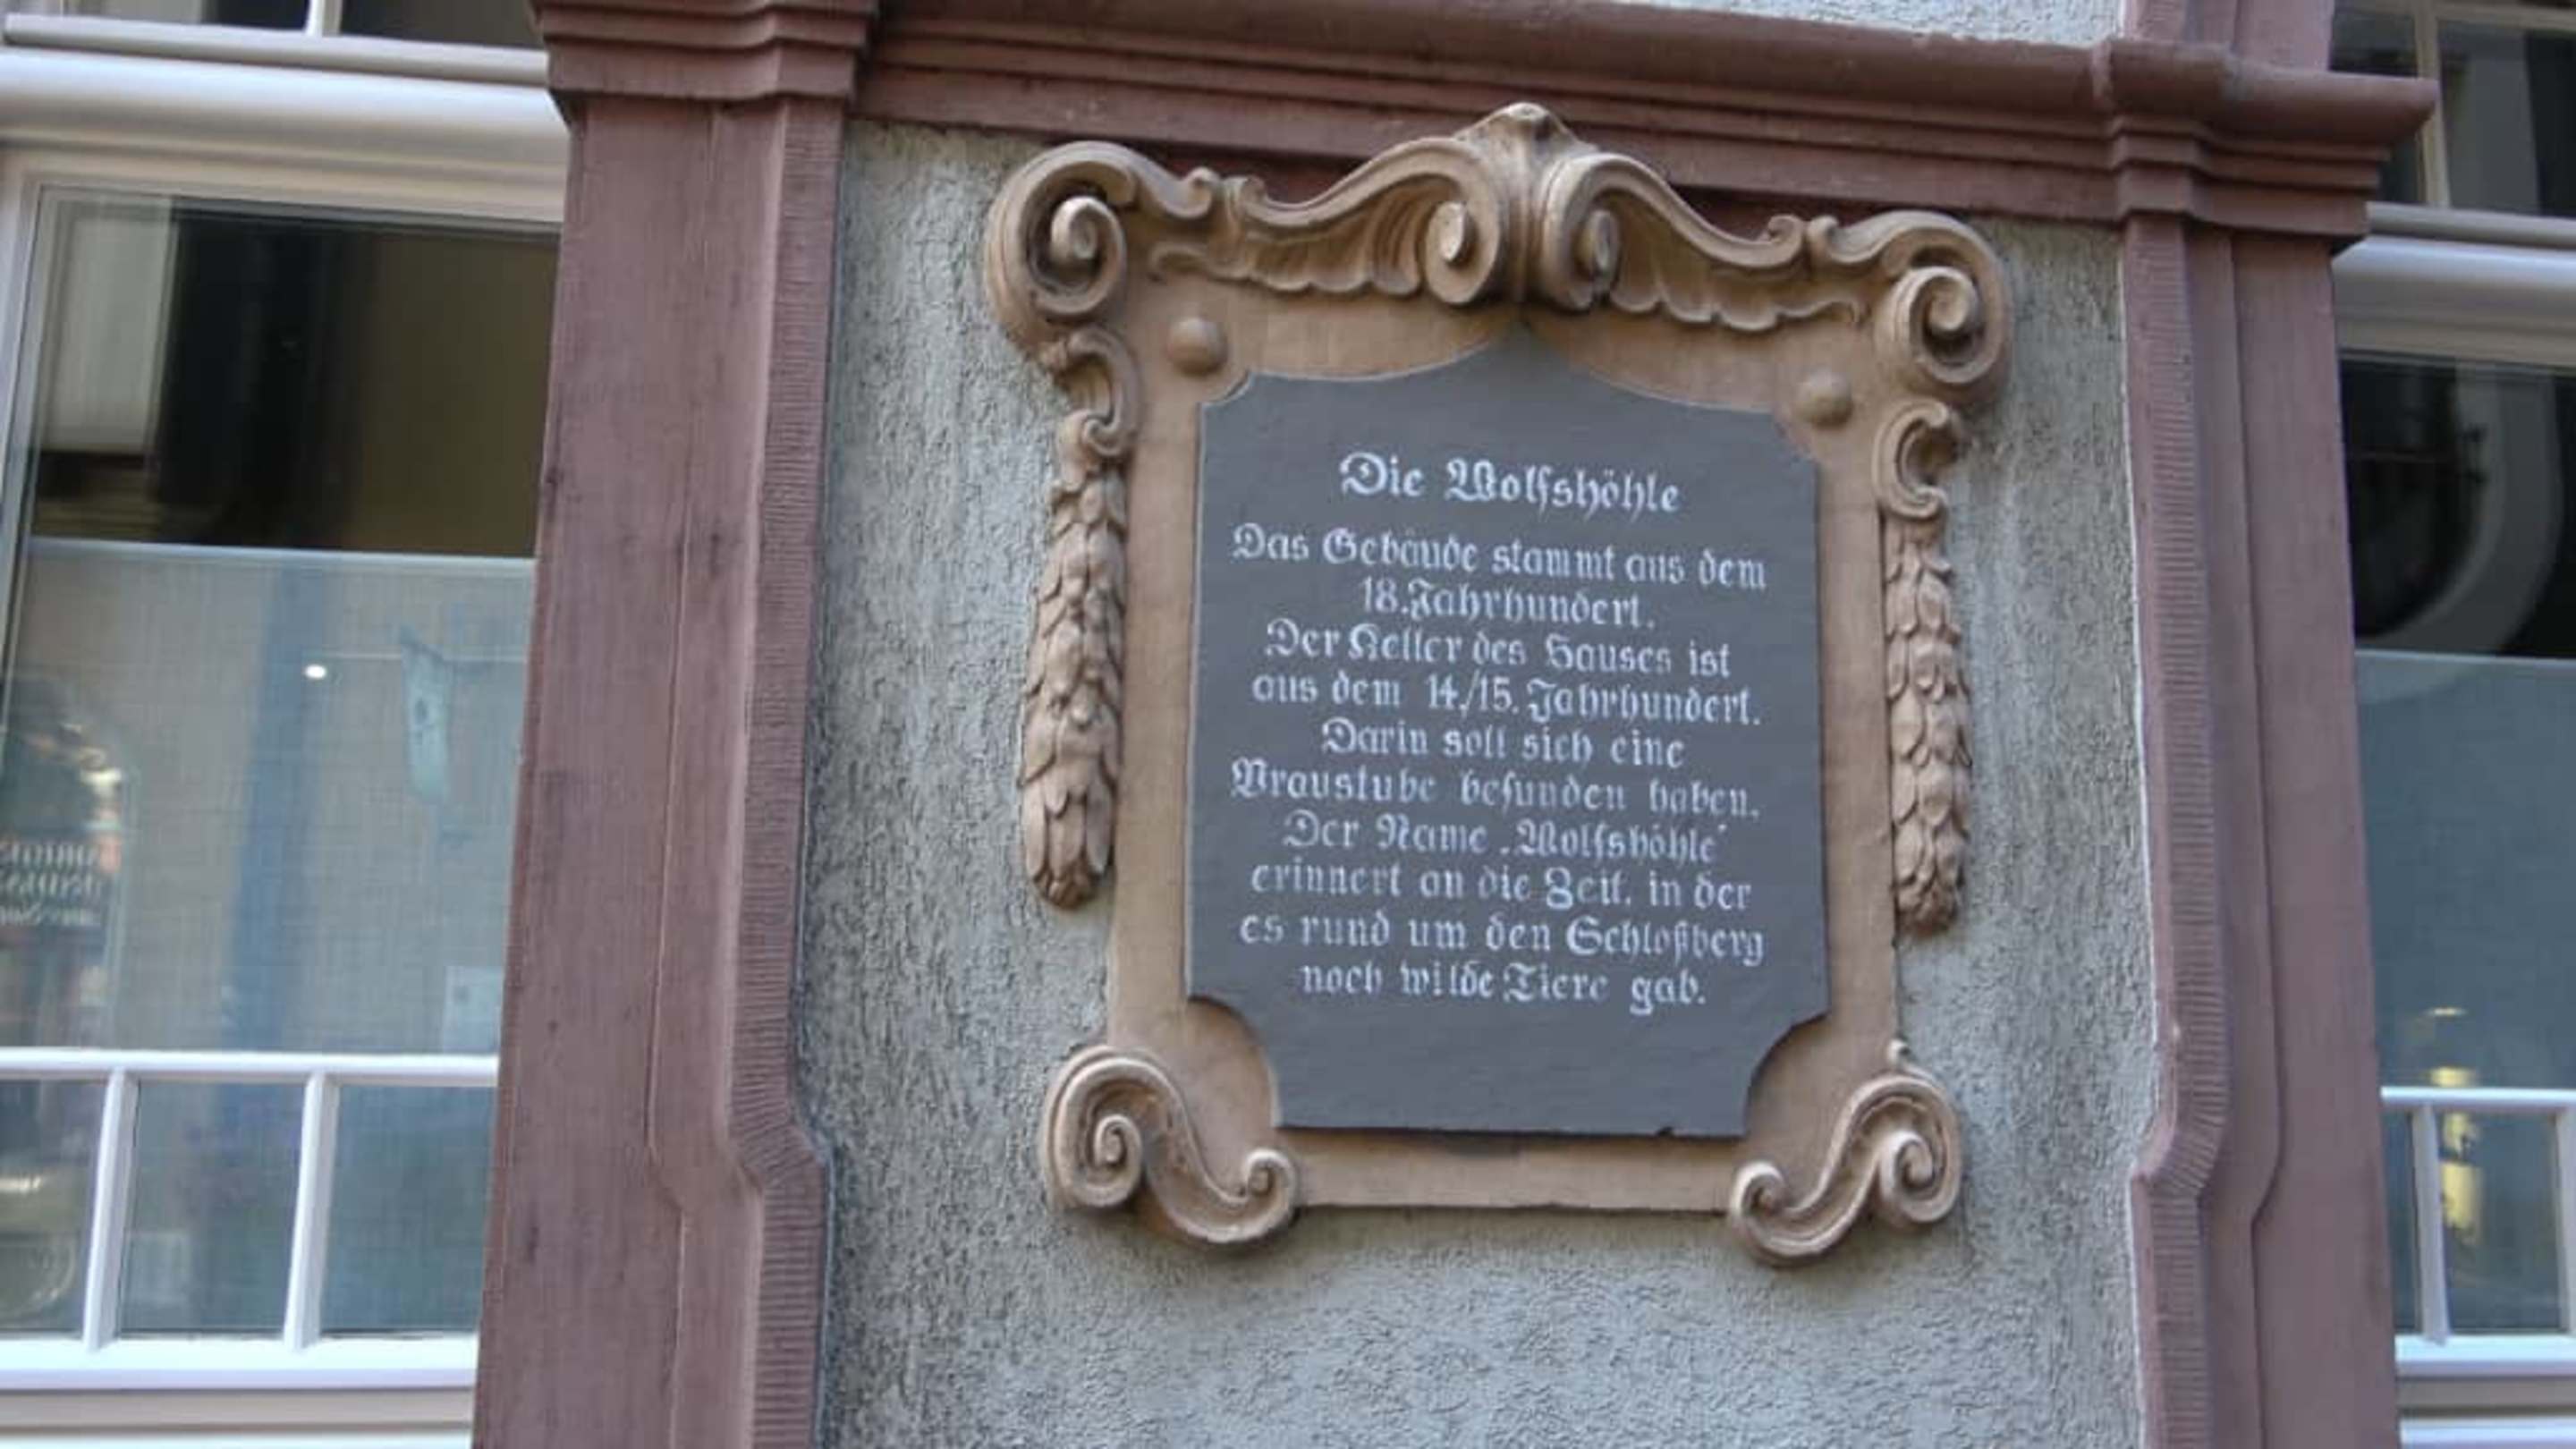 Die Wolfshöhle
Das Gebäude stammt aus dem
18. Jahrhundert.
Der Keller des Hauses ist
aus dem 14./15. Jahrhundert.
Darin soll sich eine
Braustube befunden haben.
Der Name „Wolfshöhle“
erinnert an die Zeit, in der
es rund um den Schloßberg
noch wilde Tiere gab.